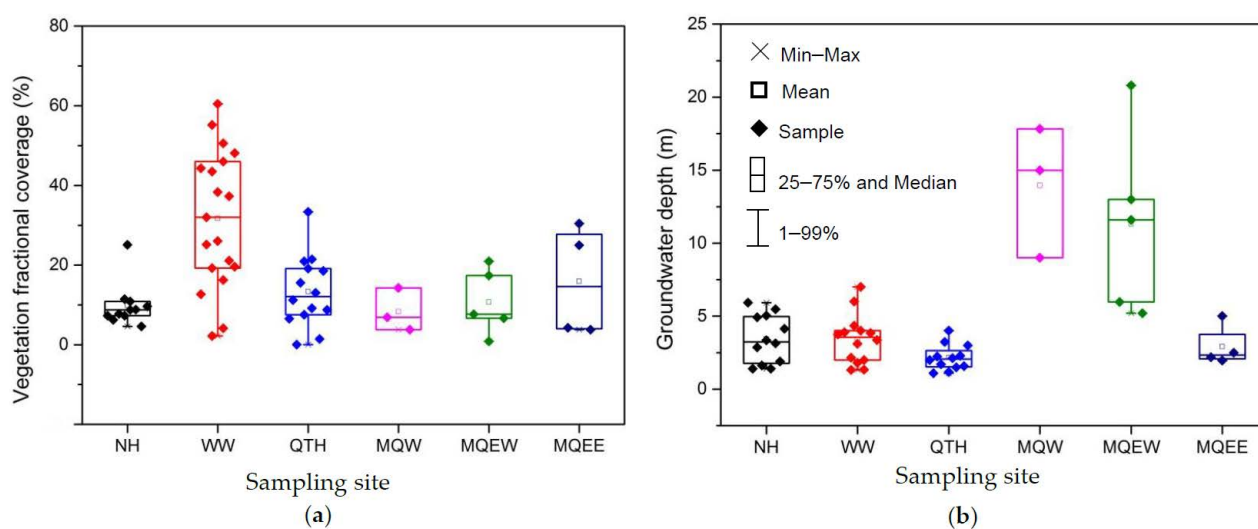 Vegetation fractional coverage (%)
80
60
40
20
0
NH WW QTH MQW MQEW MQEE
Sampling site
(a)
Groundwater depth (m)
25
20
15
10
5
0
Min–Max
Mean
Sample
25–75% and Median
1–99%
NH WW QTH MQW MQEW MQEE
Sampling site
(b)